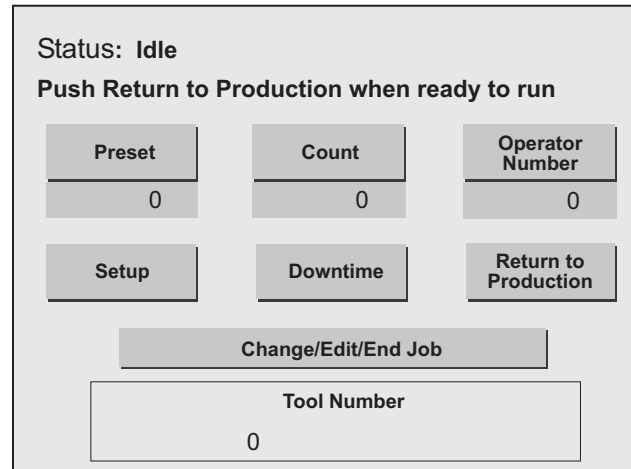 Status: Idle
Push Return to Production when ready to run
Preset
Count
Operator
Number
0
0
0
Setup
Downtime
Return to
Production
Change/Edit/End Job
Tool Number
0